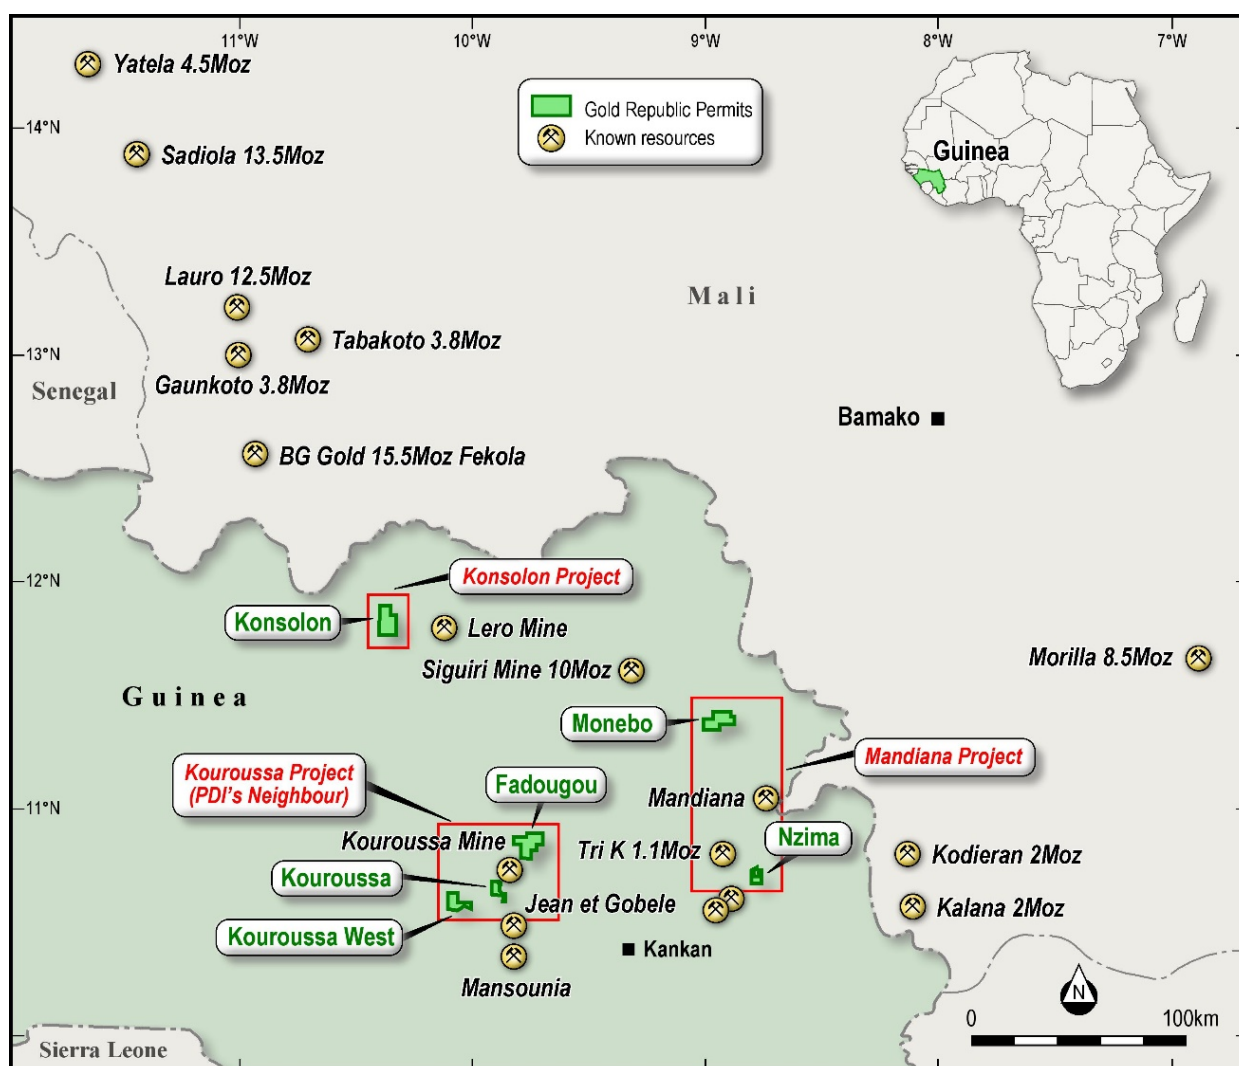 11°W
10°W
9°W
8°W
7°W
Yatela 4.5Moz
14°N
Sadiola 13.5Moz
Gold Republic Permits
Known resources
Guinea
Lauro 12.5Moz
Mali
Tabakoto 3.8Moz
13°N
Gaunkoto 3.8Moz
Senegal
Bamako
BG Gold 15.5Moz Fekola
12°N
Konsolon Project
Konsolon
Lero Mine
Siguiri Mine 10Moz
Morilla 8.5Moz
Guinea
Monebo
Mandiana Project
Kouroussa Project
(PDI's Neighbour)
Fadougou
Mandiana
11°N
Kouroussa Mine
Tri K 1.1Moz
Nzima
Kodieran 2Moz
Kouroussa
Jean et Gobele
Kalana 2Moz
Kouroussa West
Kankan
Mansounia
N
0
100km
Sierra Leone